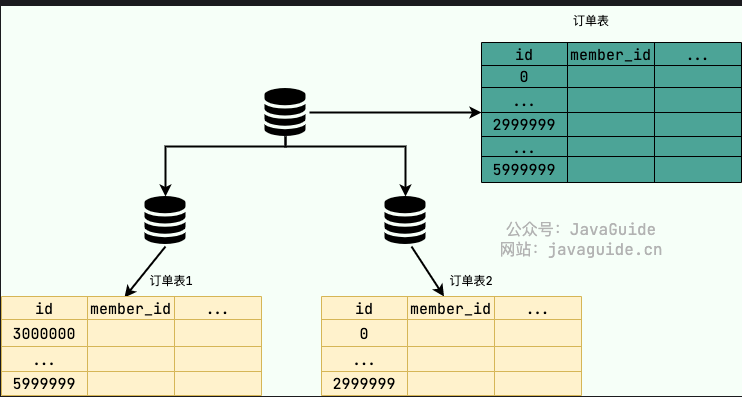 订单表
id member_id ...
0
...
2999999
...
5999999
公众号：JavaGuide
网站：javaguide.cn
订单表1
id member_id ...
3000000
...
5999999
订单表2
id member_id ...
0
...
2999999